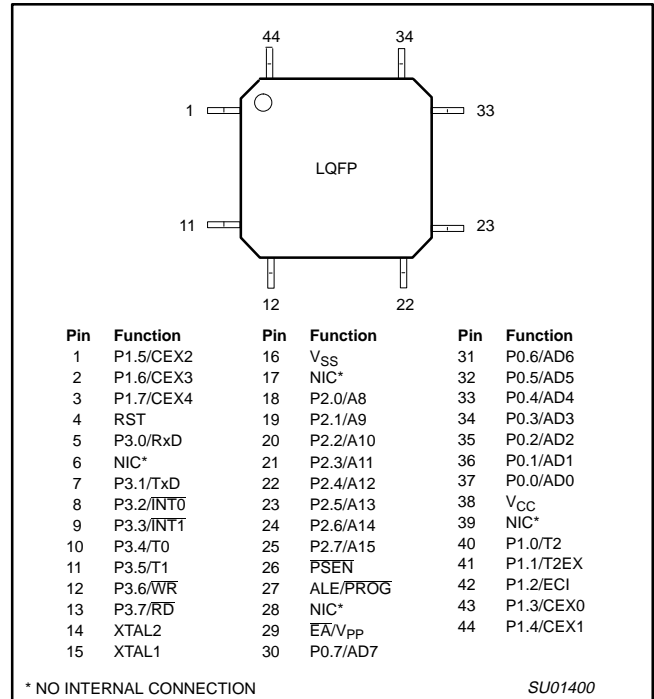 44 34
1 33
LQFP
11 23
12 22
Pin Function Pin Function Pin Function
1 P1.5/CEX2 16 VSS 31 P0.6/AD6
2 P1.6/CEX3 17 NIC* 32 P0.5/AD5
3 P1.7/CEX4 18 P2.0/A8 33 P0.4/AD4
4 RST 19 P2.1/A9 34 P0.3/AD3
5 P3.0/RxD 20 P2.2/A10 35 P0.2/AD2
6 NIC* 21 P2.3/A11 36 P0.1/AD1
7 P3.1/TxD 22 P2.4/A12 37 P0.0/AD0
8 P3.2/INT0 23 P2.5/A13 38 VCC
9 P3.3/INT1 24 P2.6/A14 39 NIC*
10 P3.4/T0 25 P2.7/A15 40 P1.0/T2
11 P3.5/T1 26 PSEN 41 P1.1/T2EX
12 P3.6/WR 27 ALE/PROG 42 P1.2/ECI
13 P3.7/RD 28 NIC* 43 P1.3/CEX0
14 XTAL2 29 EA/VPP 44 P1.4/CEX1
15 XTAL1 30 P0.7/AD7
* NO INTERNAL CONNECTION SU01400